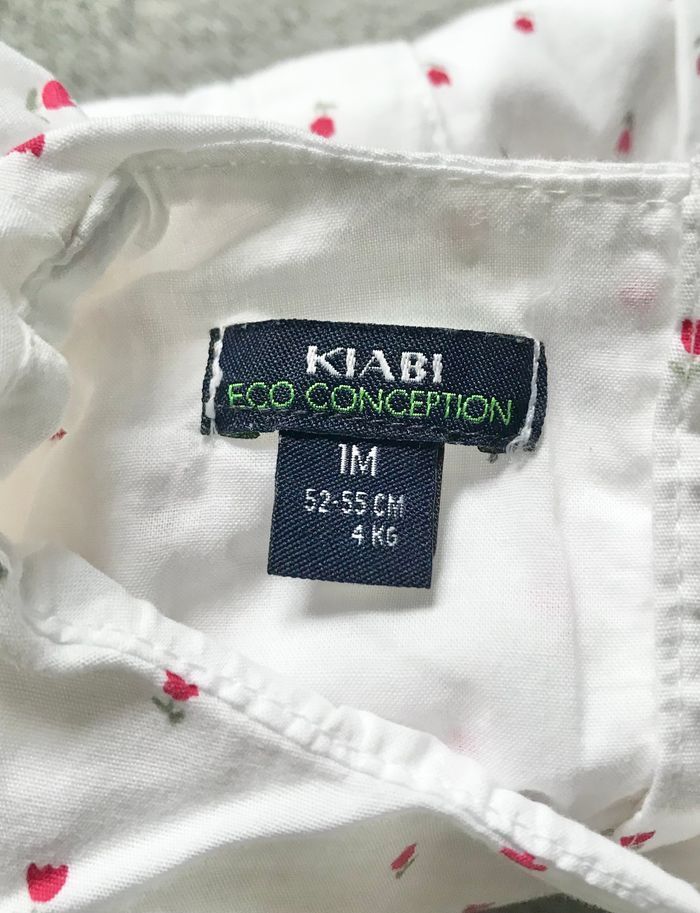 KIABI
ECO CONCEPTION
1M
52-55 CM
4 KG